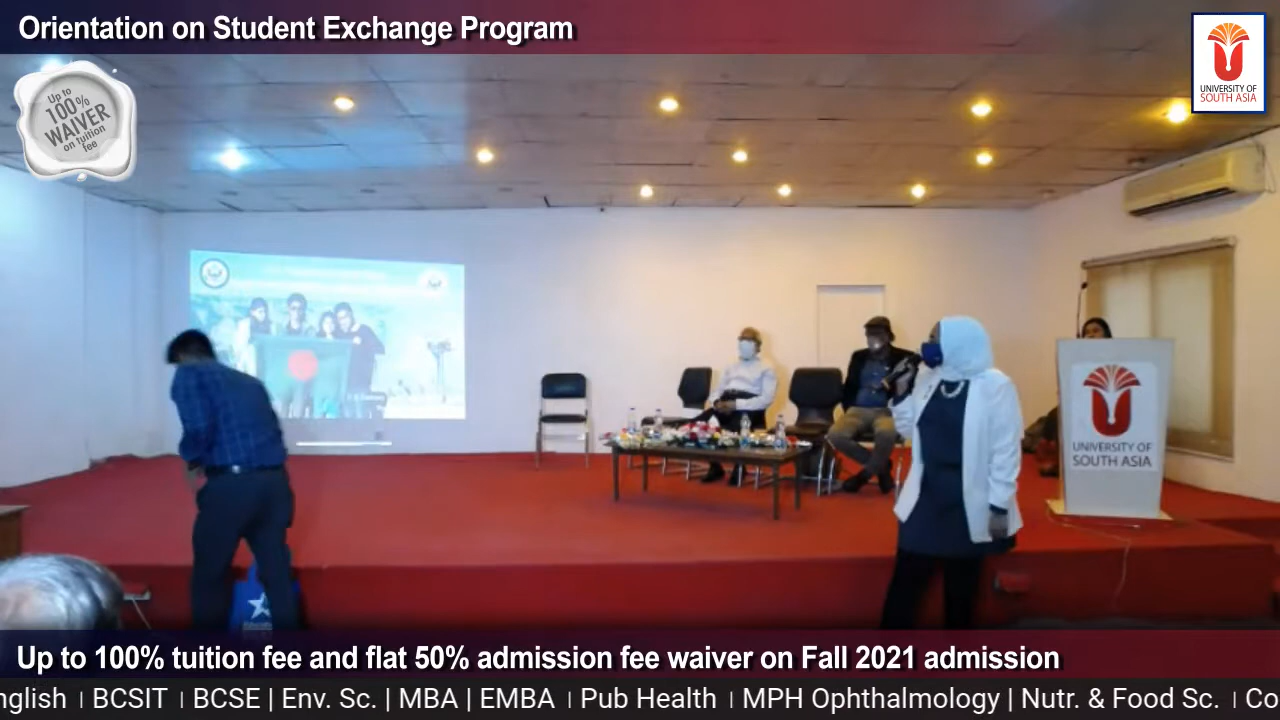 Orientation on Student Exchange Program
UNIVERSITY OF
SOUTH ASIA
Up to
100%
WAIVER
on tuition
fee
UNIVERSITY OF
SOUTH ASIA
Up to 100% tuition fee and flat 50% admission fee waiver on Fall 2021 admission
nglish | BCSIT | BCSE | Env. Sc. | MBA | EMBA | Pub Health | MPH Ophthalmology | Nutr. & Food Sc. | Co